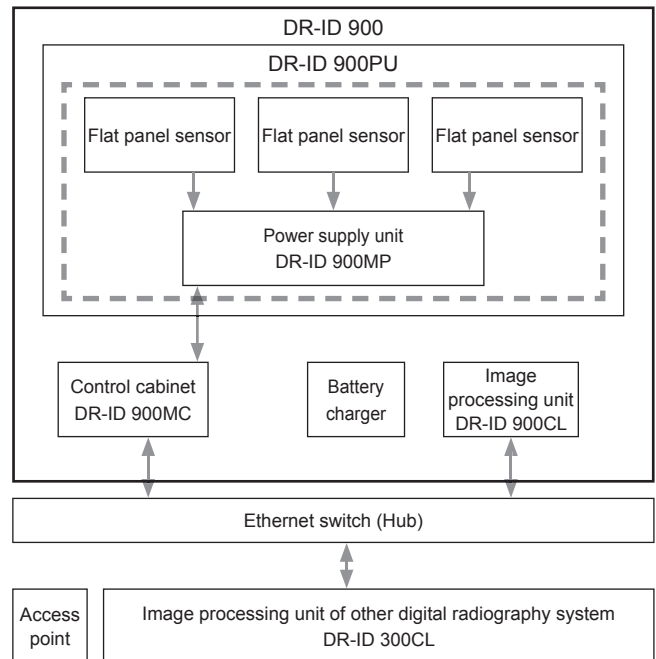 DR-ID 900
DR-ID 900PU
Flat panel sensor
Flat panel sensor
Flat panel sensor
Power supply unit
DR-ID 900MP
Control cabinet
DR-ID 900MC
Battery
charger
Image
processing unit
DR-ID 900CL
Ethernet switch (Hub)
Access
point
Image processing unit of other digital radiography system
DR-ID 300CL